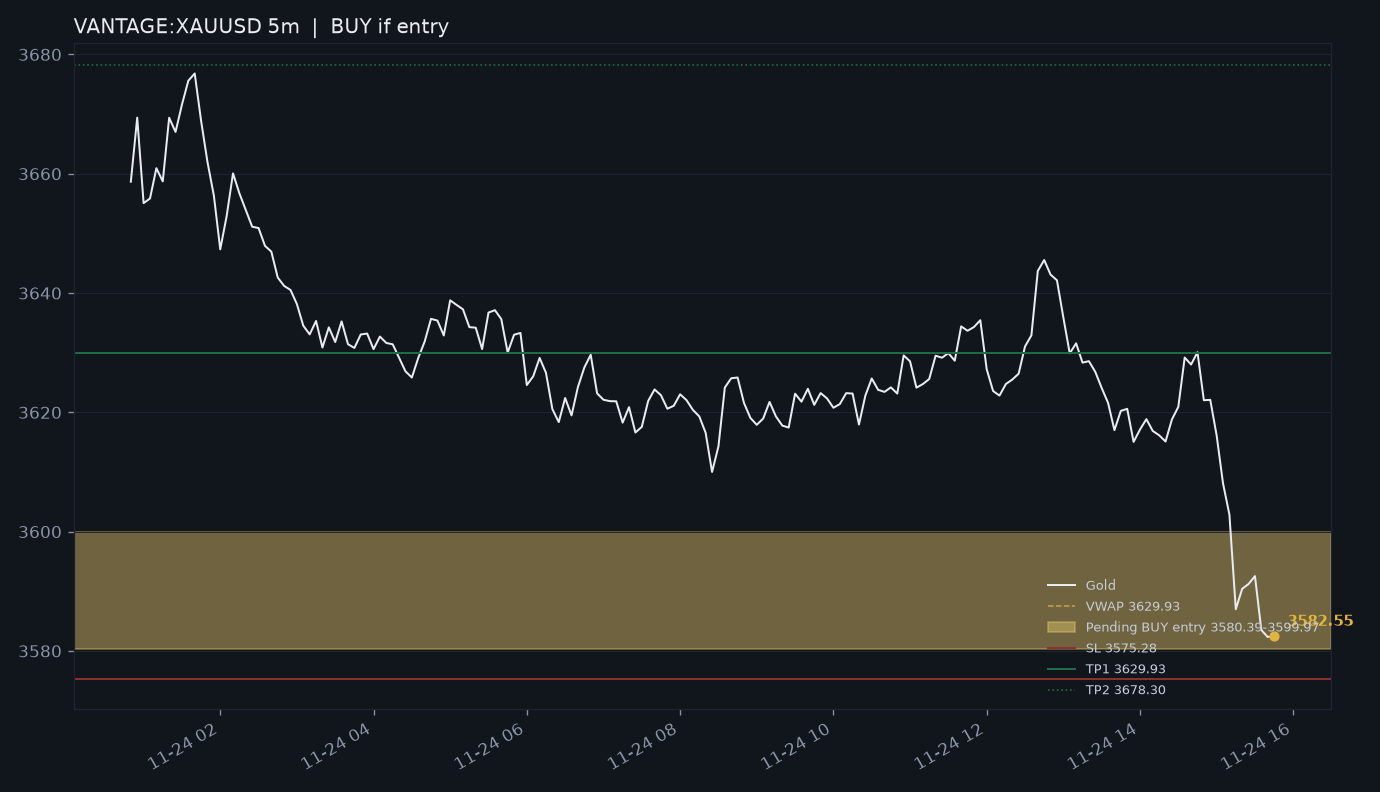 VANTAGE:XAUUSD 5m | BUY if entry
3680
3660
3640
3620
3600
3580
Gold
VWAP 3629.93
Pending BUY entry 3580.39-3599.97
SL 3575.28
TP1 3629.93
TP2 3678.30
3582.55
11-24 02
11-24 04
11-24 06
11-24 08
11-24 10
11-24 12
11-24 14
11-24 16